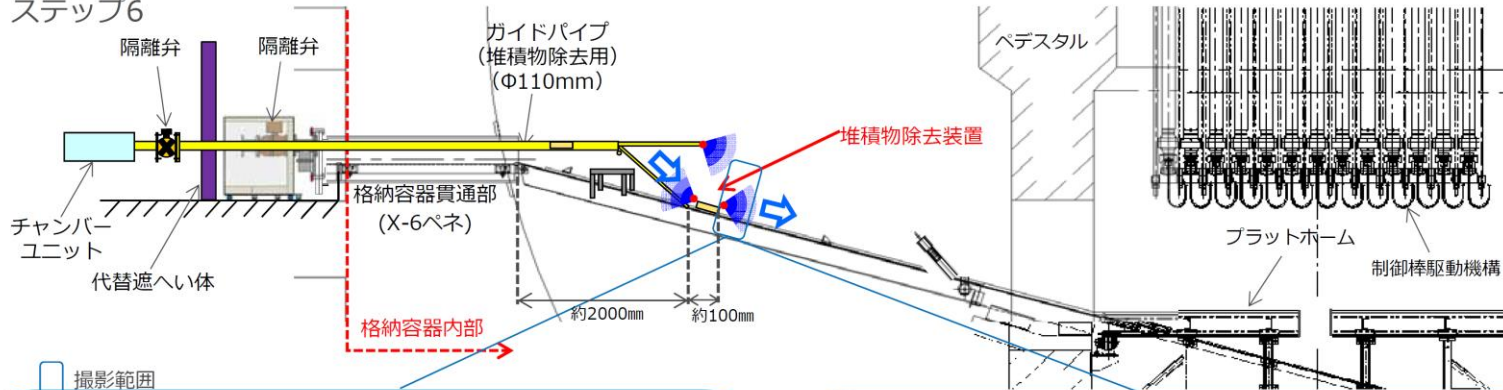 ステップ6
隔離弁
隔離弁
ガイドパイプ
(堆積物除去用)
(Φ110mm)
ペデスタル
堆積物除去装置
格納容器貫通部
(X-6ペネ)
チャンバー
ユニット
代替遮へい体
プラットホーム
制御棒駆動機構
約2000㎜
約100㎜
格納容器内部
撮影範囲